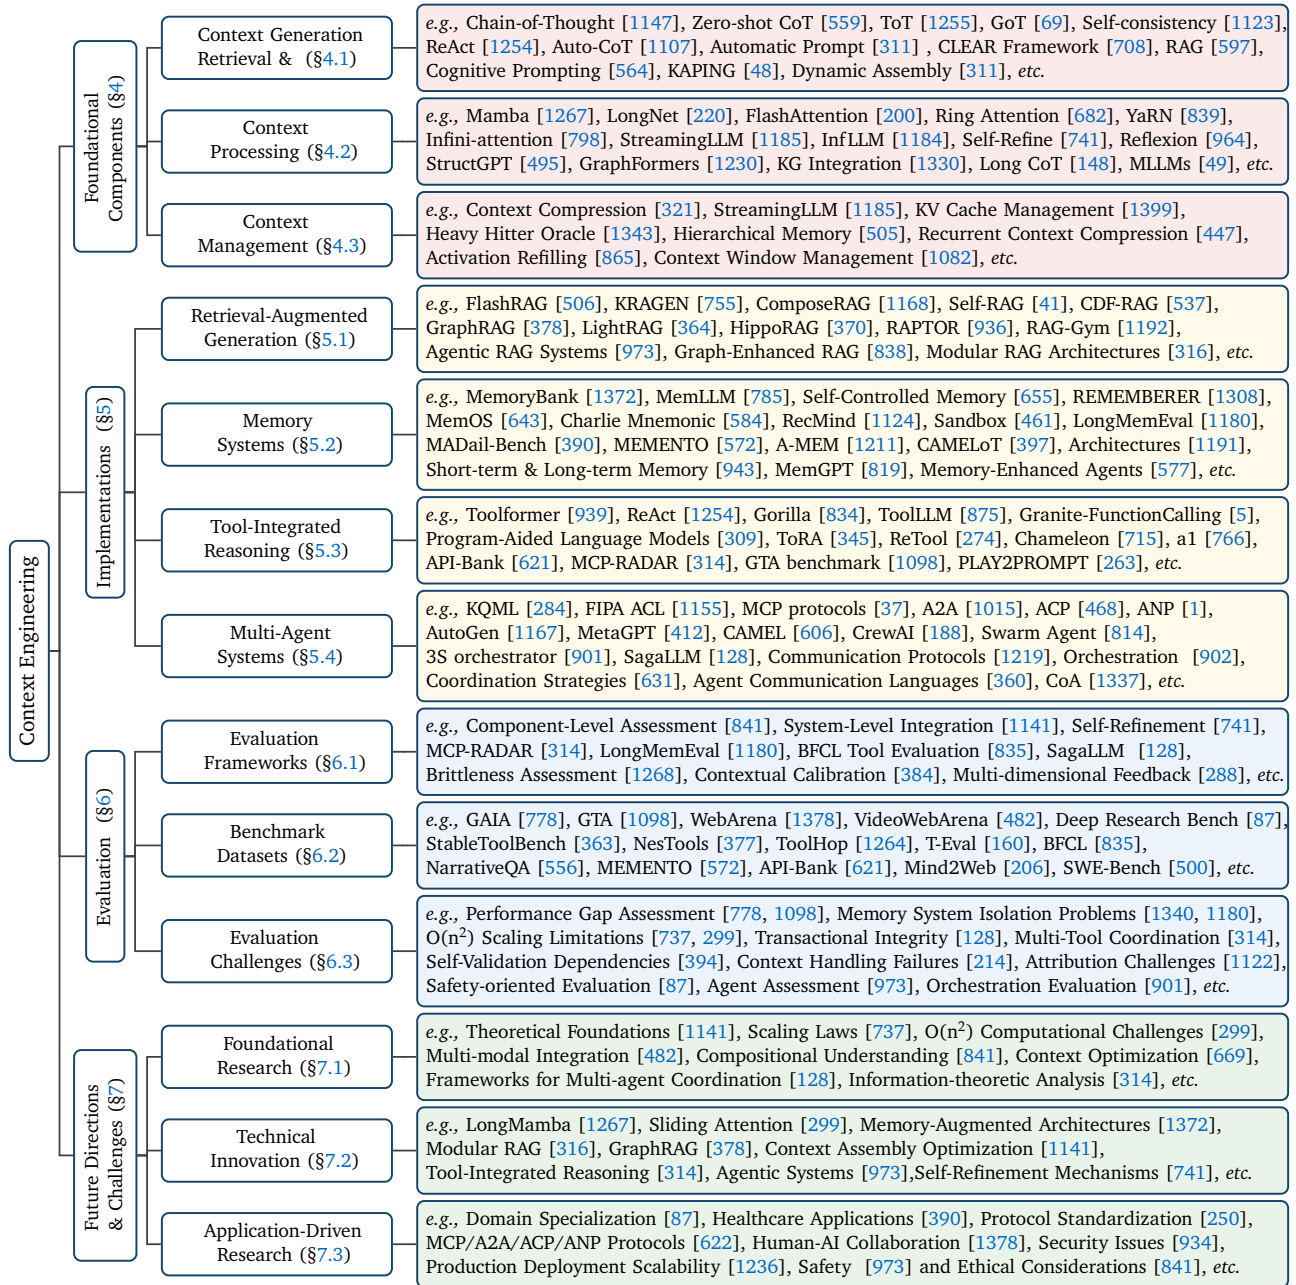 Context Engineering
Foundational
Components (§4)
Context Generation
Retrieval & (§4.1)
e.g., Chain-of-Thought [1147], Zero-shot CoT [559], ToT [1255], GoT [69], Self-consistency [1123],
ReAct [1254], Auto-CoT [1107], Automatic Prompt [311] , CLEAR Framework [708], RAG [597],
Cognitive Prompting [564], KAPING [48], Dynamic Assembly [311], etc.
Context
Processing (§4.2)
e.g., Mamba [1267], LongNet [220], FlashAttention [200], Ring Attention [682], YaRN [839],
Infini-attention [798], StreamingLLM [1185], InfLLM [1184], Self-Refine [741], Reflexion [964],
StructGPT [495], GraphFormers [1230], KG Integration [1330], Long CoT [148], MLLMs [49], etc.
Context
Management (§4.3)
e.g., Context Compression [321], StreamingLLM [1185], KV Cache Management [1399],
Heavy Hitter Oracle [1343], Hierarchical Memory [505], Recurrent Context Compression [447],
Activation Refilling [865], Context Window Management [1082], etc.
Implementations (§5)
Retrieval-Augmented
Generation (§5.1)
e.g., FlashRAG [506], KRAGEN [755], ComposeRAG [1168], Self-RAG [41], CDF-RAG [537],
GraphRAG [378], LightRAG [364], HippoRAG [370], RAPTOR [936], RAG-Gym [1192],
Agentic RAG Systems [973], Graph-Enhanced RAG [838], Modular RAG Architectures [316], etc.
Memory
Systems (§5.2)
e.g., MemoryBank [1372], MemLLM [785], Self-Controlled Memory [655], REMEMBERER [1308],
MemOS [643], Charlie Mnemonic [584], RecMind [1124], Sandbox [461], LongMemEval [1180],
MADail-Bench [390], MEMENTO [572], A-MEM [1211], CAMELoT [397], Architectures [1191],
Short-term & Long-term Memory [943], MemGPT [819], Memory-Enhanced Agents [577], etc.
Tool-Integrated
Reasoning (§5.3)
e.g., Toolformer [939], ReAct [1254], Gorilla [834], ToolLLM [875], Granite-FunctionCalling [5],
Program-Aided Language Models [309], ToRA [345], ReTool [274], Chameleon [715], a1 [766],
API-Bank [621], MCP-RADAR [314], GTA benchmark [1098], PLAY2PROMPT [263], etc.
Multi-Agent
Systems (§5.4)
e.g., KQML [284], FIPA ACL [1155], MCP protocols [37], A2A [1015], ACP [468], ANP [1],
AutoGen [1167], MetaGPT [412], CAMEL [606], CrewAI [188], Swarm Agent [814],
3S orchestrator [901], SagaLLM [128], Communication Protocols [1219], Orchestration [902],
Coordination Strategies [631], Agent Communication Languages [360], CoA [1337], etc.
Evaluation (§6)
Evaluation
Frameworks (§6.1)
e.g., Component-Level Assessment [841], System-Level Integration [1141], Self-Refinement [741],
MCP-RADAR [314], LongMemEval [1180], BFCL Tool Evaluation [835], SagaLLM [128],
Brittleness Assessment [1268], Contextual Calibration [384], Multi-dimensional Feedback [288], etc.
Benchmark
Datasets (§6.2)
e.g., GAIA [778], GTA [1098], WebArena [1378], VideoWebArena [482], Deep Research Bench [87],
StableToolBench [363], NesTools [377], ToolHop [1264], T-Eval [160], BFCL [835],
NarrativeQA [556], MEMENTO [572], API-Bank [621], Mind2Web [206], SWE-Bench [500], etc.
Evaluation
Challenges (§6.3)
e.g., Performance Gap Assessment [778, 1098], Memory System Isolation Problems [1340, 1180],
O(n²) Scaling Limitations [737, 299], Transactional Integrity [128], Multi-Tool Coordination [314],
Self-Validation Dependencies [394], Context Handling Failures [214], Attribution Challenges [1122],
Safety-oriented Evaluation [87], Agent Assessment [973], Orchestration Evaluation [901], etc.
Future Directions
& Challenges (§7)
Foundational
Research (§7.1)
e.g., Theoretical Foundations [1141], Scaling Laws [737], O(n²) Computational Challenges [299],
Multi-modal Integration [482], Compositional Understanding [841], Context Optimization [669],
Frameworks for Multi-agent Coordination [128], Information-theoretic Analysis [314], etc.
Technical
Innovation (§7.2)
e.g., LongMamba [1267], Sliding Attention [299], Memory-Augmented Architectures [1372],
Modular RAG [316], GraphRAG [378], Context Assembly Optimization [1141],
Tool-Integrated Reasoning [314], Agentic Systems [973],Self-Refinement Mechanisms [741], etc.
Application-Driven
Research (§7.3)
e.g., Domain Specialization [87], Healthcare Applications [390], Protocol Standardization [250],
MCP/A2A/ACP/ANP Protocols [622], Human-AI Collaboration [1378], Security Issues [934],
Production Deployment Scalability [1236], Safety [973] and Ethical Considerations [841], etc.